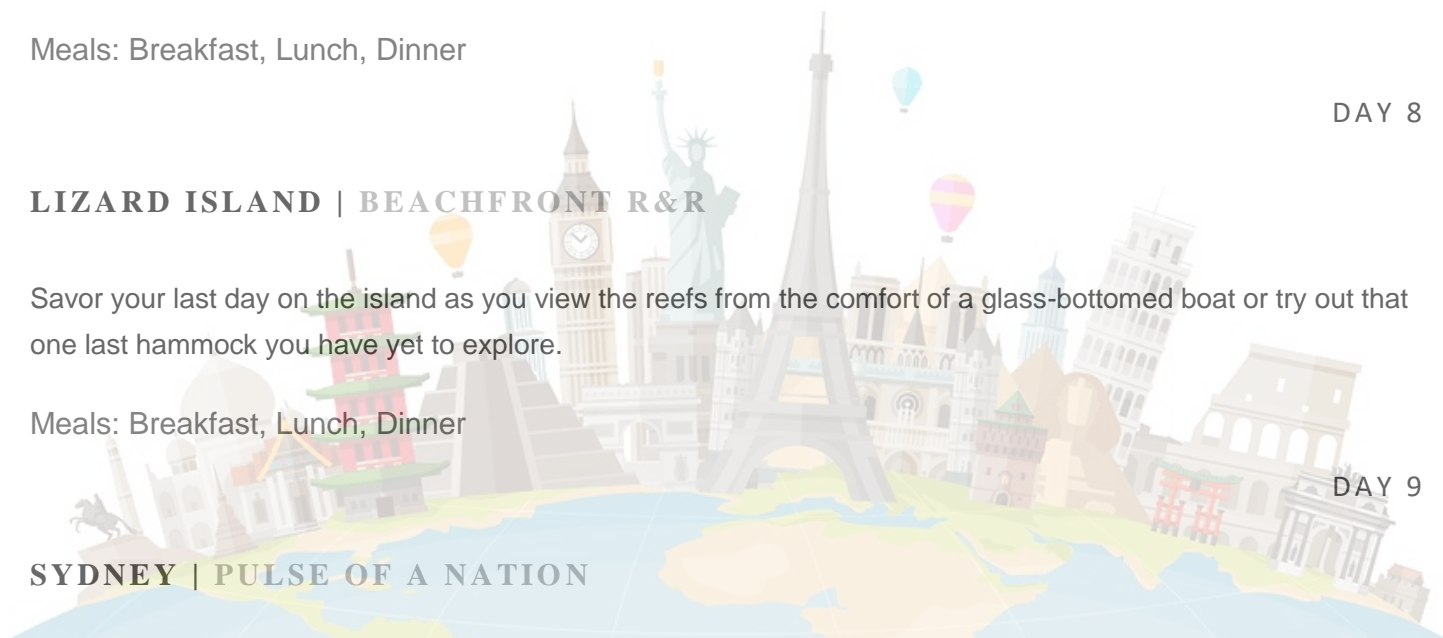 Meals: Breakfast, Lunch, Dinner
DAY 8
LIZARD ISLAND | BEACHFRONT R&R
Savor your last day on the island as you view the reefs from the comfort of a glass-bottomed boat or try out that
one last hammock you have yet to explore.
Meals: Breakfast, Lunch, Dinner
DAY 9
SYDNEY | PULSE OF A NATION